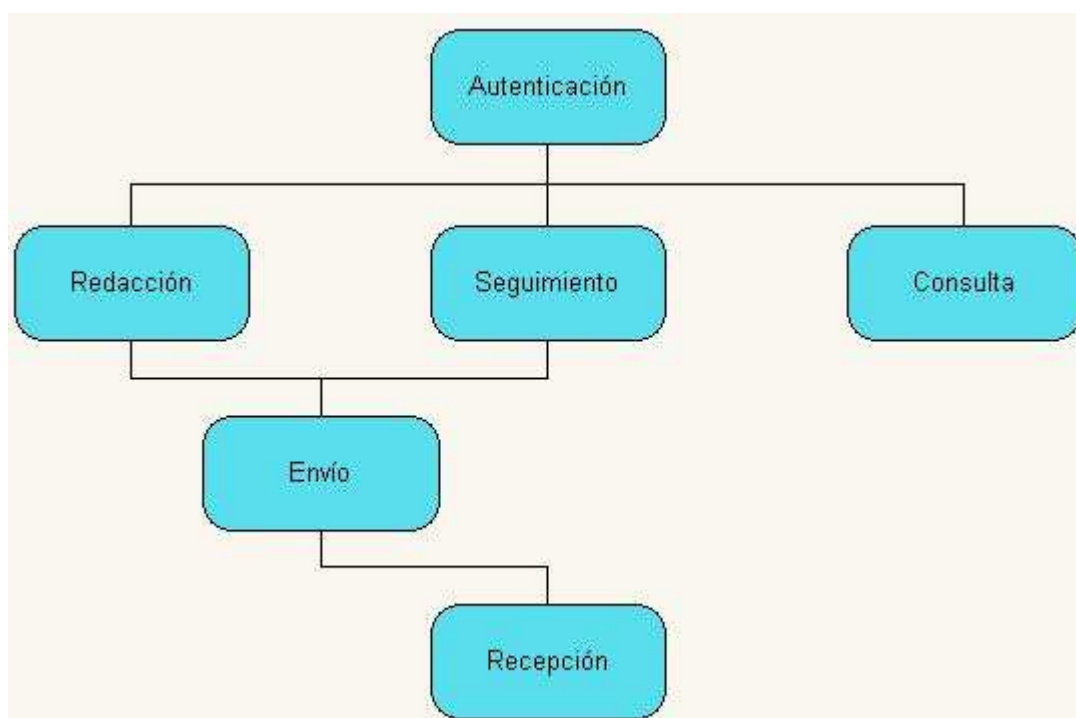 Autenticación
Redacción
Seguimiento
Consulta
Envío
Recepción